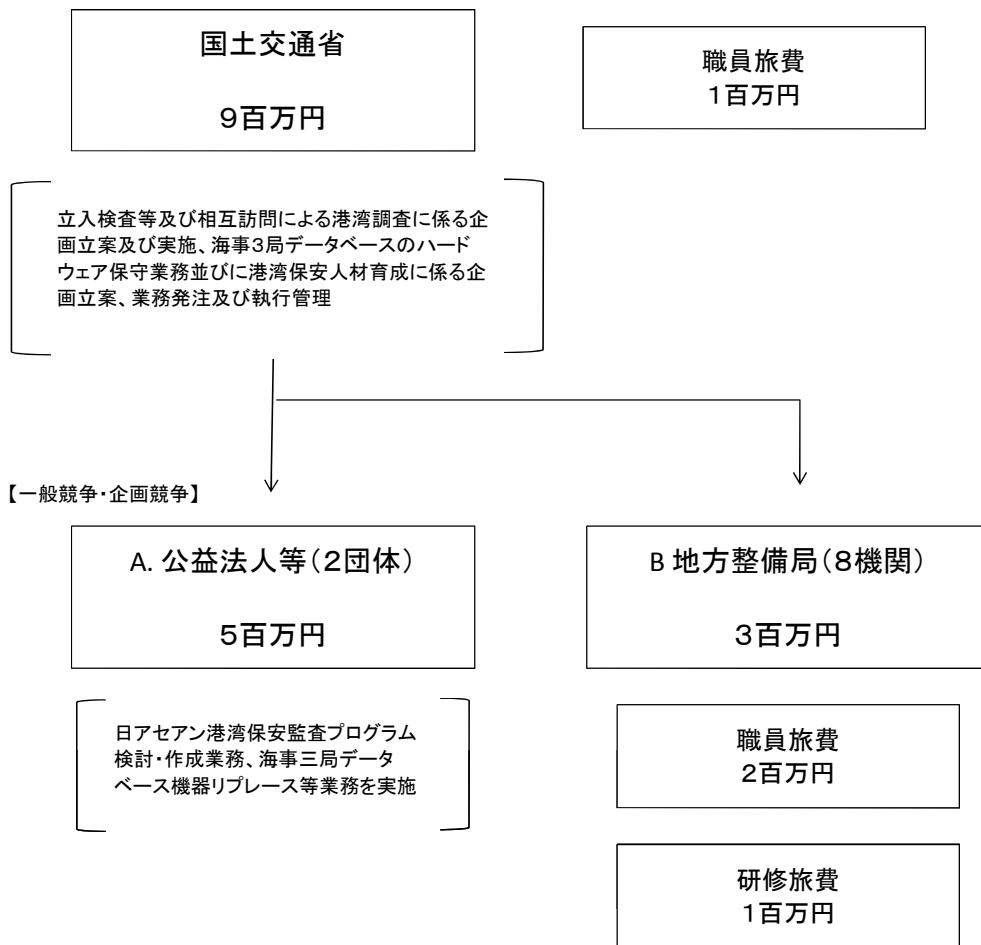 国土交通省
9百万円
職員旅費
1百万円
立入検査等及び相互訪問による港湾調査に係る企
画立案及び実施、海事3局データベースのハード
ウェア保守業務並びに港湾保安人材育成に係る企
画立案、業務発注及び執行管理
【一般競争・企画競争】
A. 公益法人等(2団体)
5百万円
B 地方整備局(8機関)
3百万円
日アセアン港湾保安監査プログラム
検討・作成業務、海事三局データ
ベース機器リプレース等業務を実施
職員旅費
2百万円
研修旅費
1百万円